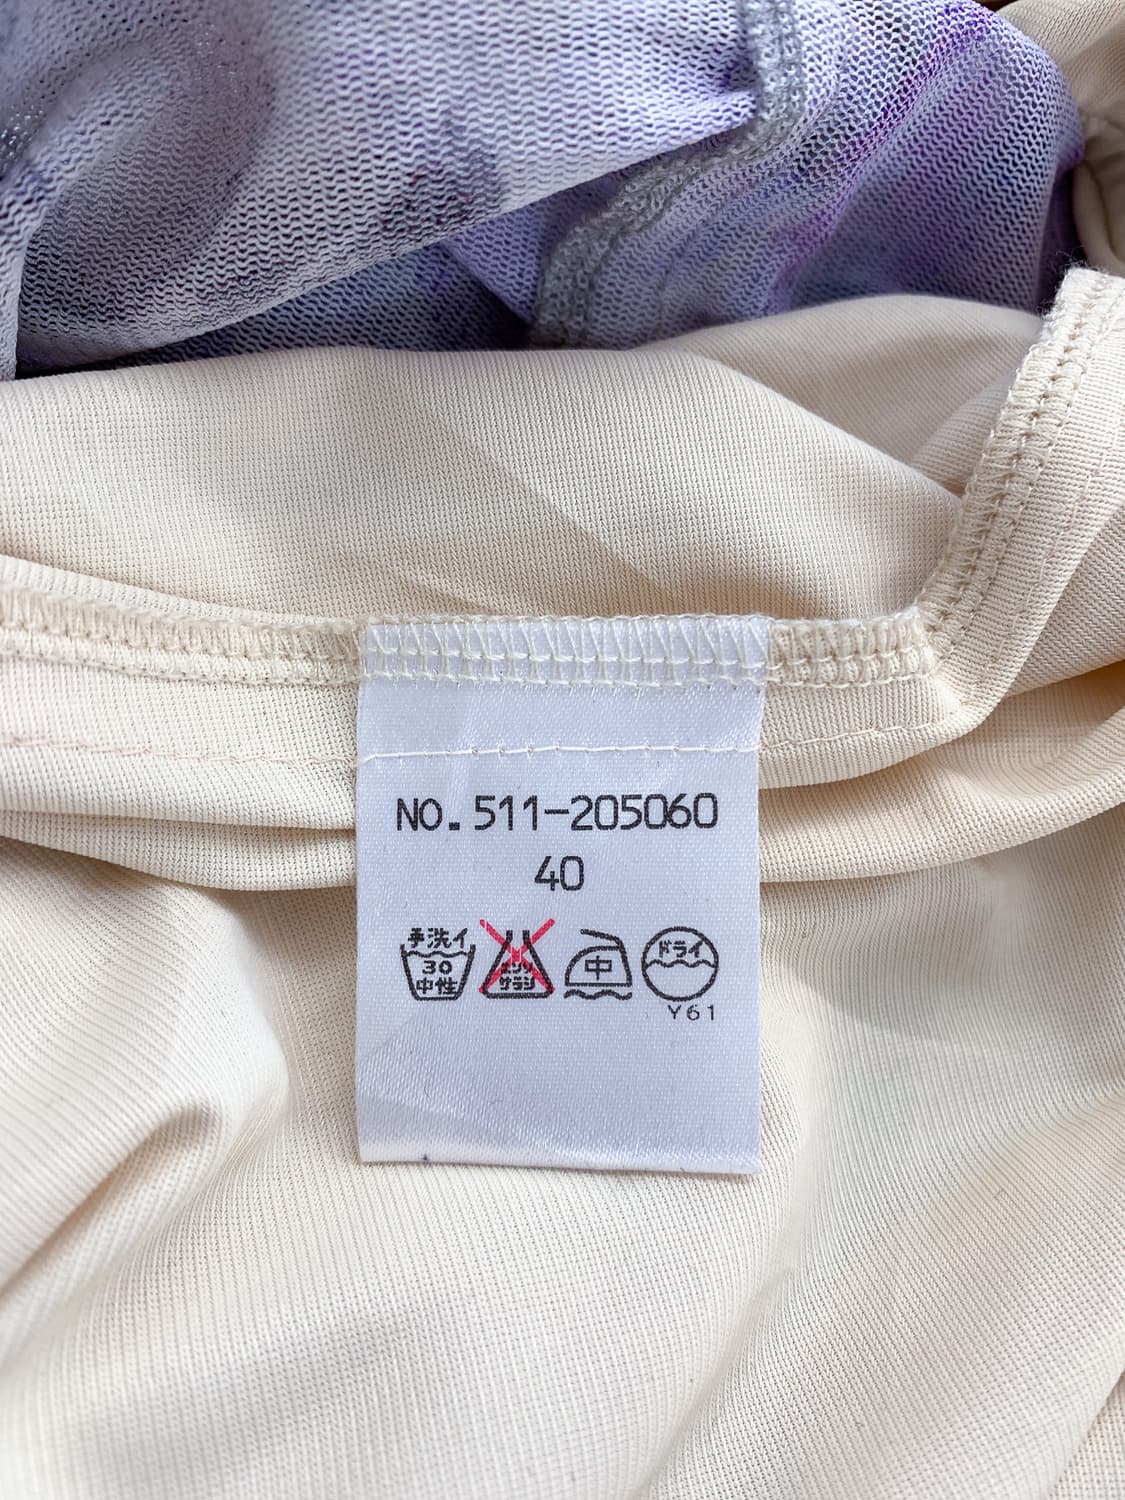 NO.511-205060
40
手洗イ
30
中性
エンソ
サラシ
中
ドライ
Y61